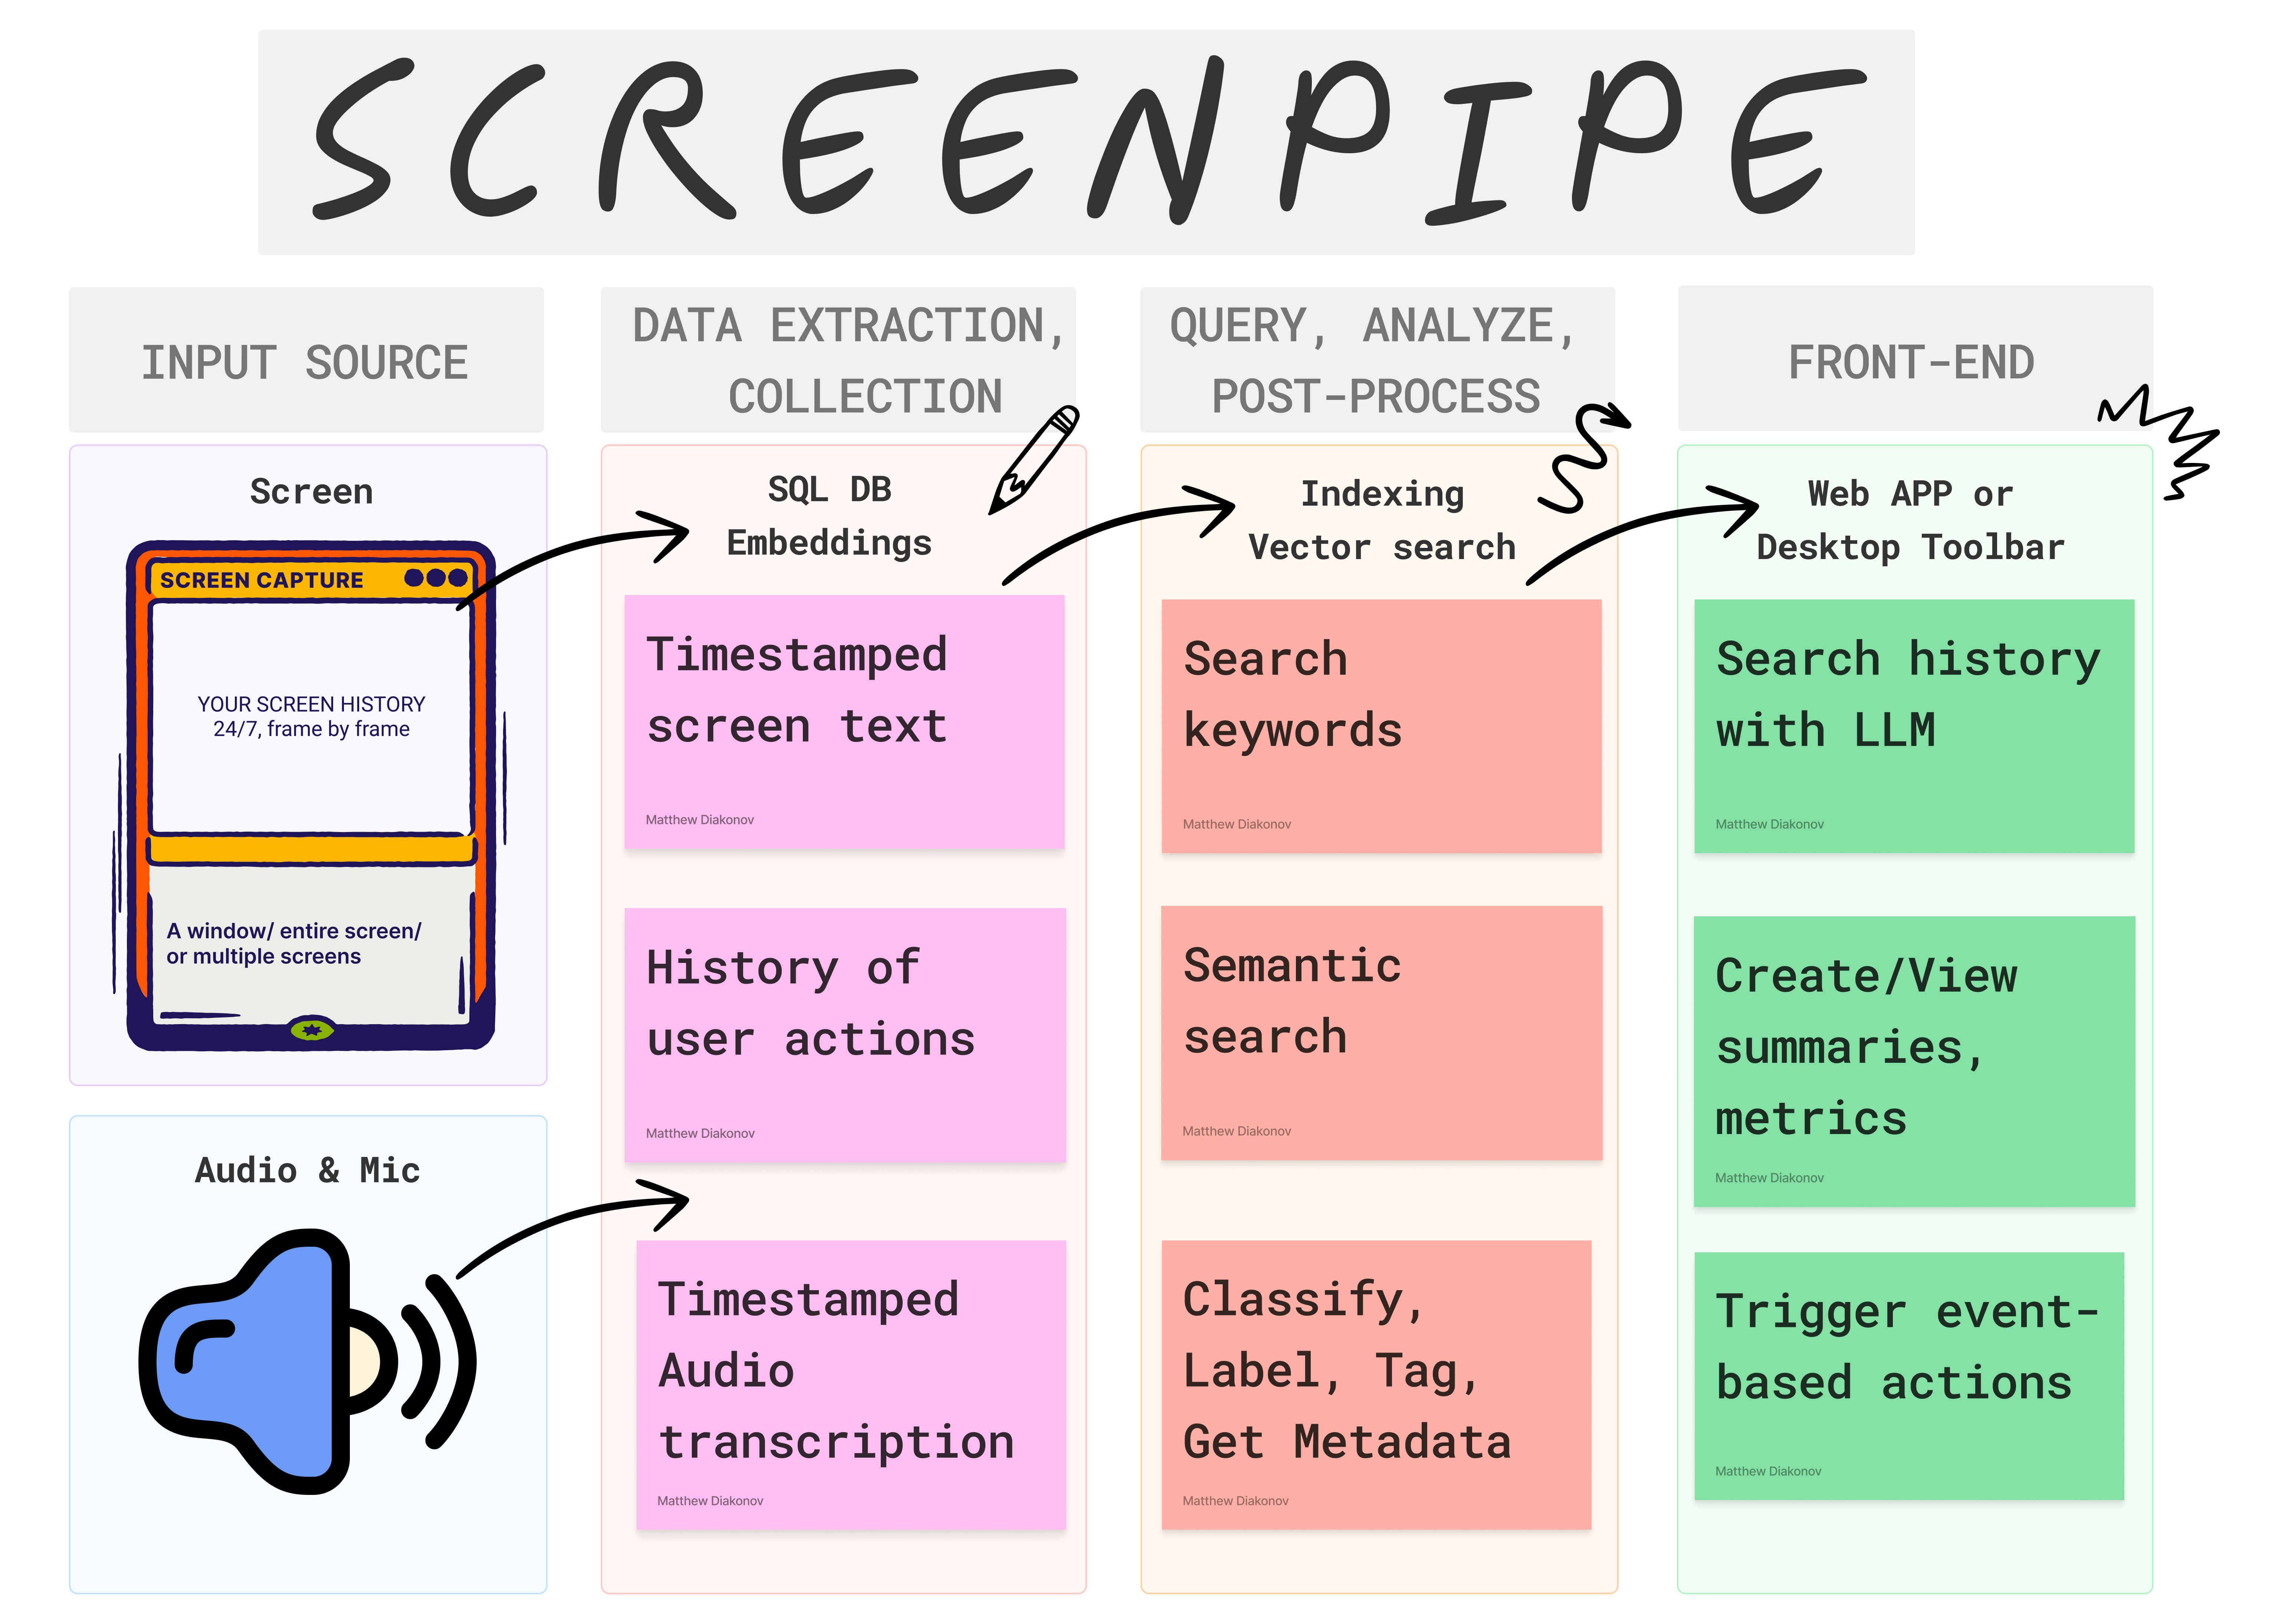 SCREENPIPE
INPUT SOURCE
Screen
SCREEN CAPTURE
YOUR SCREEN HISTORY
24/7, frame by frame
A window/ entire screen/
or multiple screens
Audio & Mic
DATA EXTRACTION,
COLLECTION
SQL DB
Embeddings
Timestamped
screen text
Matthew Diakonov
History of
user actions
Matthew Diakonov
Timestamped
Audio
transcription
Matthew Diakonov
QUERY, ANALYZE,
POST-PROCESS
Indexing
Vector search
Search
keywords
Matthew Diakonov
Semantic
search
Matthew Diakonov
Classify,
Label, Tag,
Get Metadata
Matthew Diakonov
FRONT-END
Web APP or
Desktop Toolbar
Search history
with LLM
Matthew Diakonov
Create/View
summaries,
metrics
Matthew Diakonov
Trigger event-
based actions
Matthew Diakonov